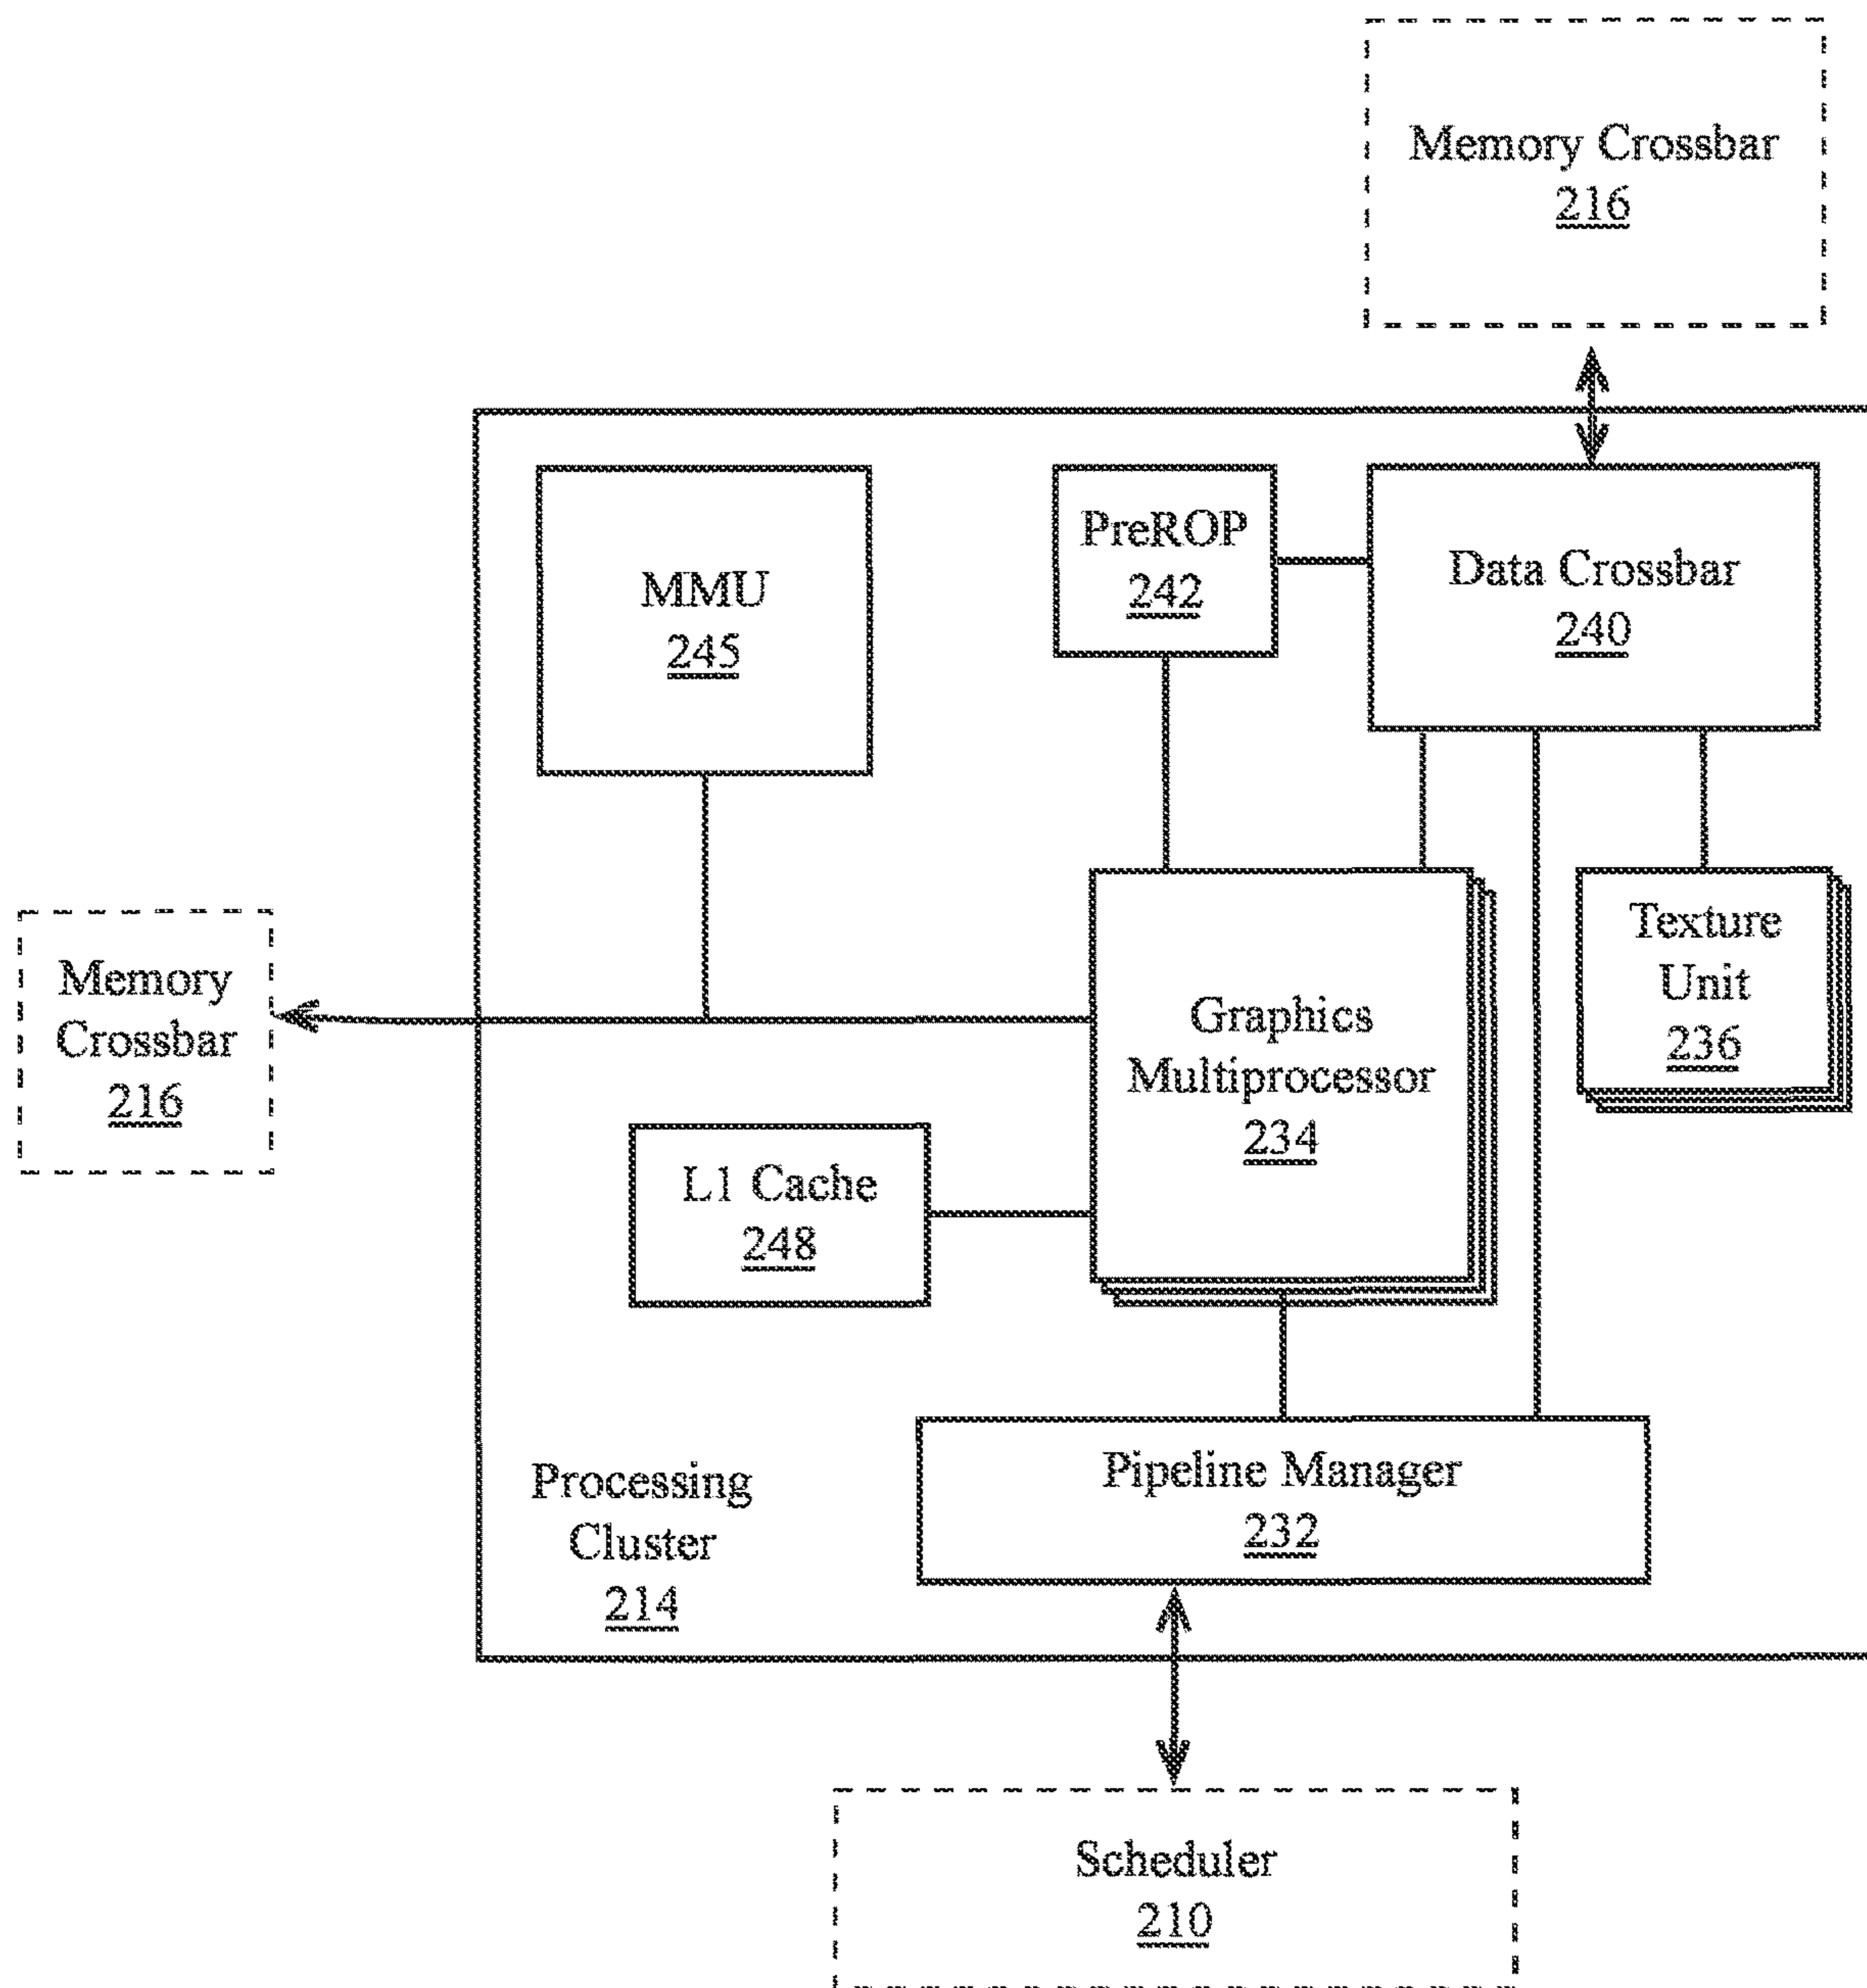 Memory Crossbar
216
MMU
245
PreROP
242
Data Crossbar
240
Memory
Crossbar
216
Graphics
Multiprocessor
234
Texture
Unit
236
L1 Cache
248
Processing
Cluster
214
Pipeline Manager
232
Scheduler
210